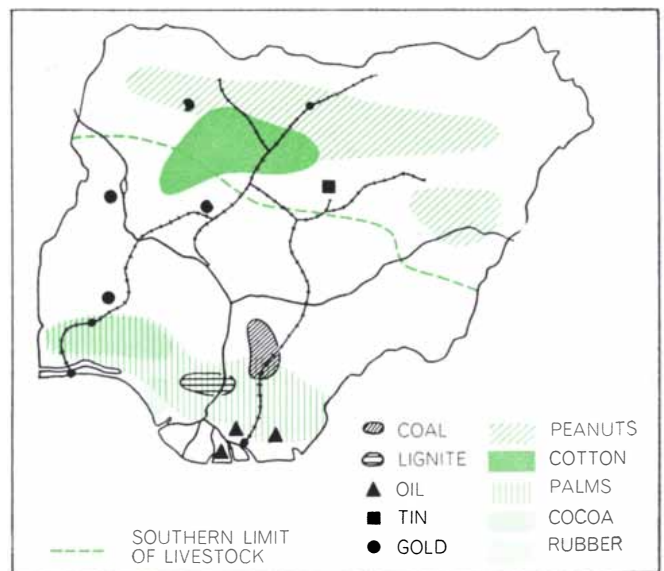 COAL
LIGNITE
OIL
TIN
GOLD
PEANUTS
COTTON
PALMS
COCOA
RUBBER
SOUTHERN LIMIT
OF LIVESTOCK